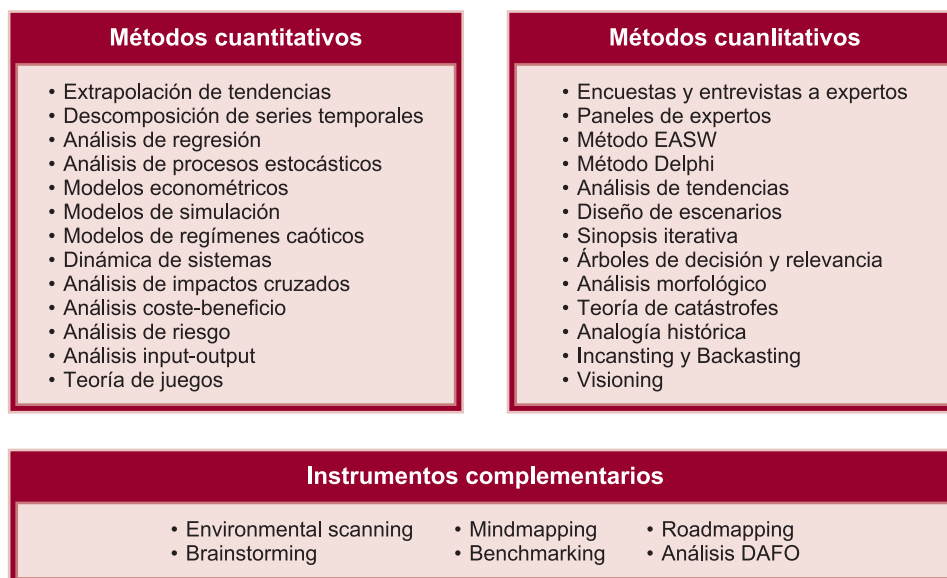 Métodos cuantitativos
• Extrapolación de tendencias
• Descomposición de series temporales
• Análisis de regresión
• Análisis de procesos estocásticos
• Modelos econométricos
• Modelos de simulación
• Modelos de regímenes caóticos
• Dinámica de sistemas
• Análisis de impactos cruzados
• Análisis coste-beneficio
• Análisis de riesgo
• Análisis input-output
• Teoría de juegos
Métodos cuanlitativos
• Encuestas y entrevistas a expertos
• Paneles de expertos
• Método EASW
• Método Delphi
• Análisis de tendencias
• Diseño de escenarios
• Sinopsis iterativa
• Árboles de decisión y relevancia
• Análisis morfológico
• Teoría de catástrofes
• Analogía histórica
• Incansting y Backasting
• Visioning
Instrumentos complementarios
• Environmental scanning • Mindmapping • Roadmapping
• Brainstorming • Benchmarking • Análisis DAFO